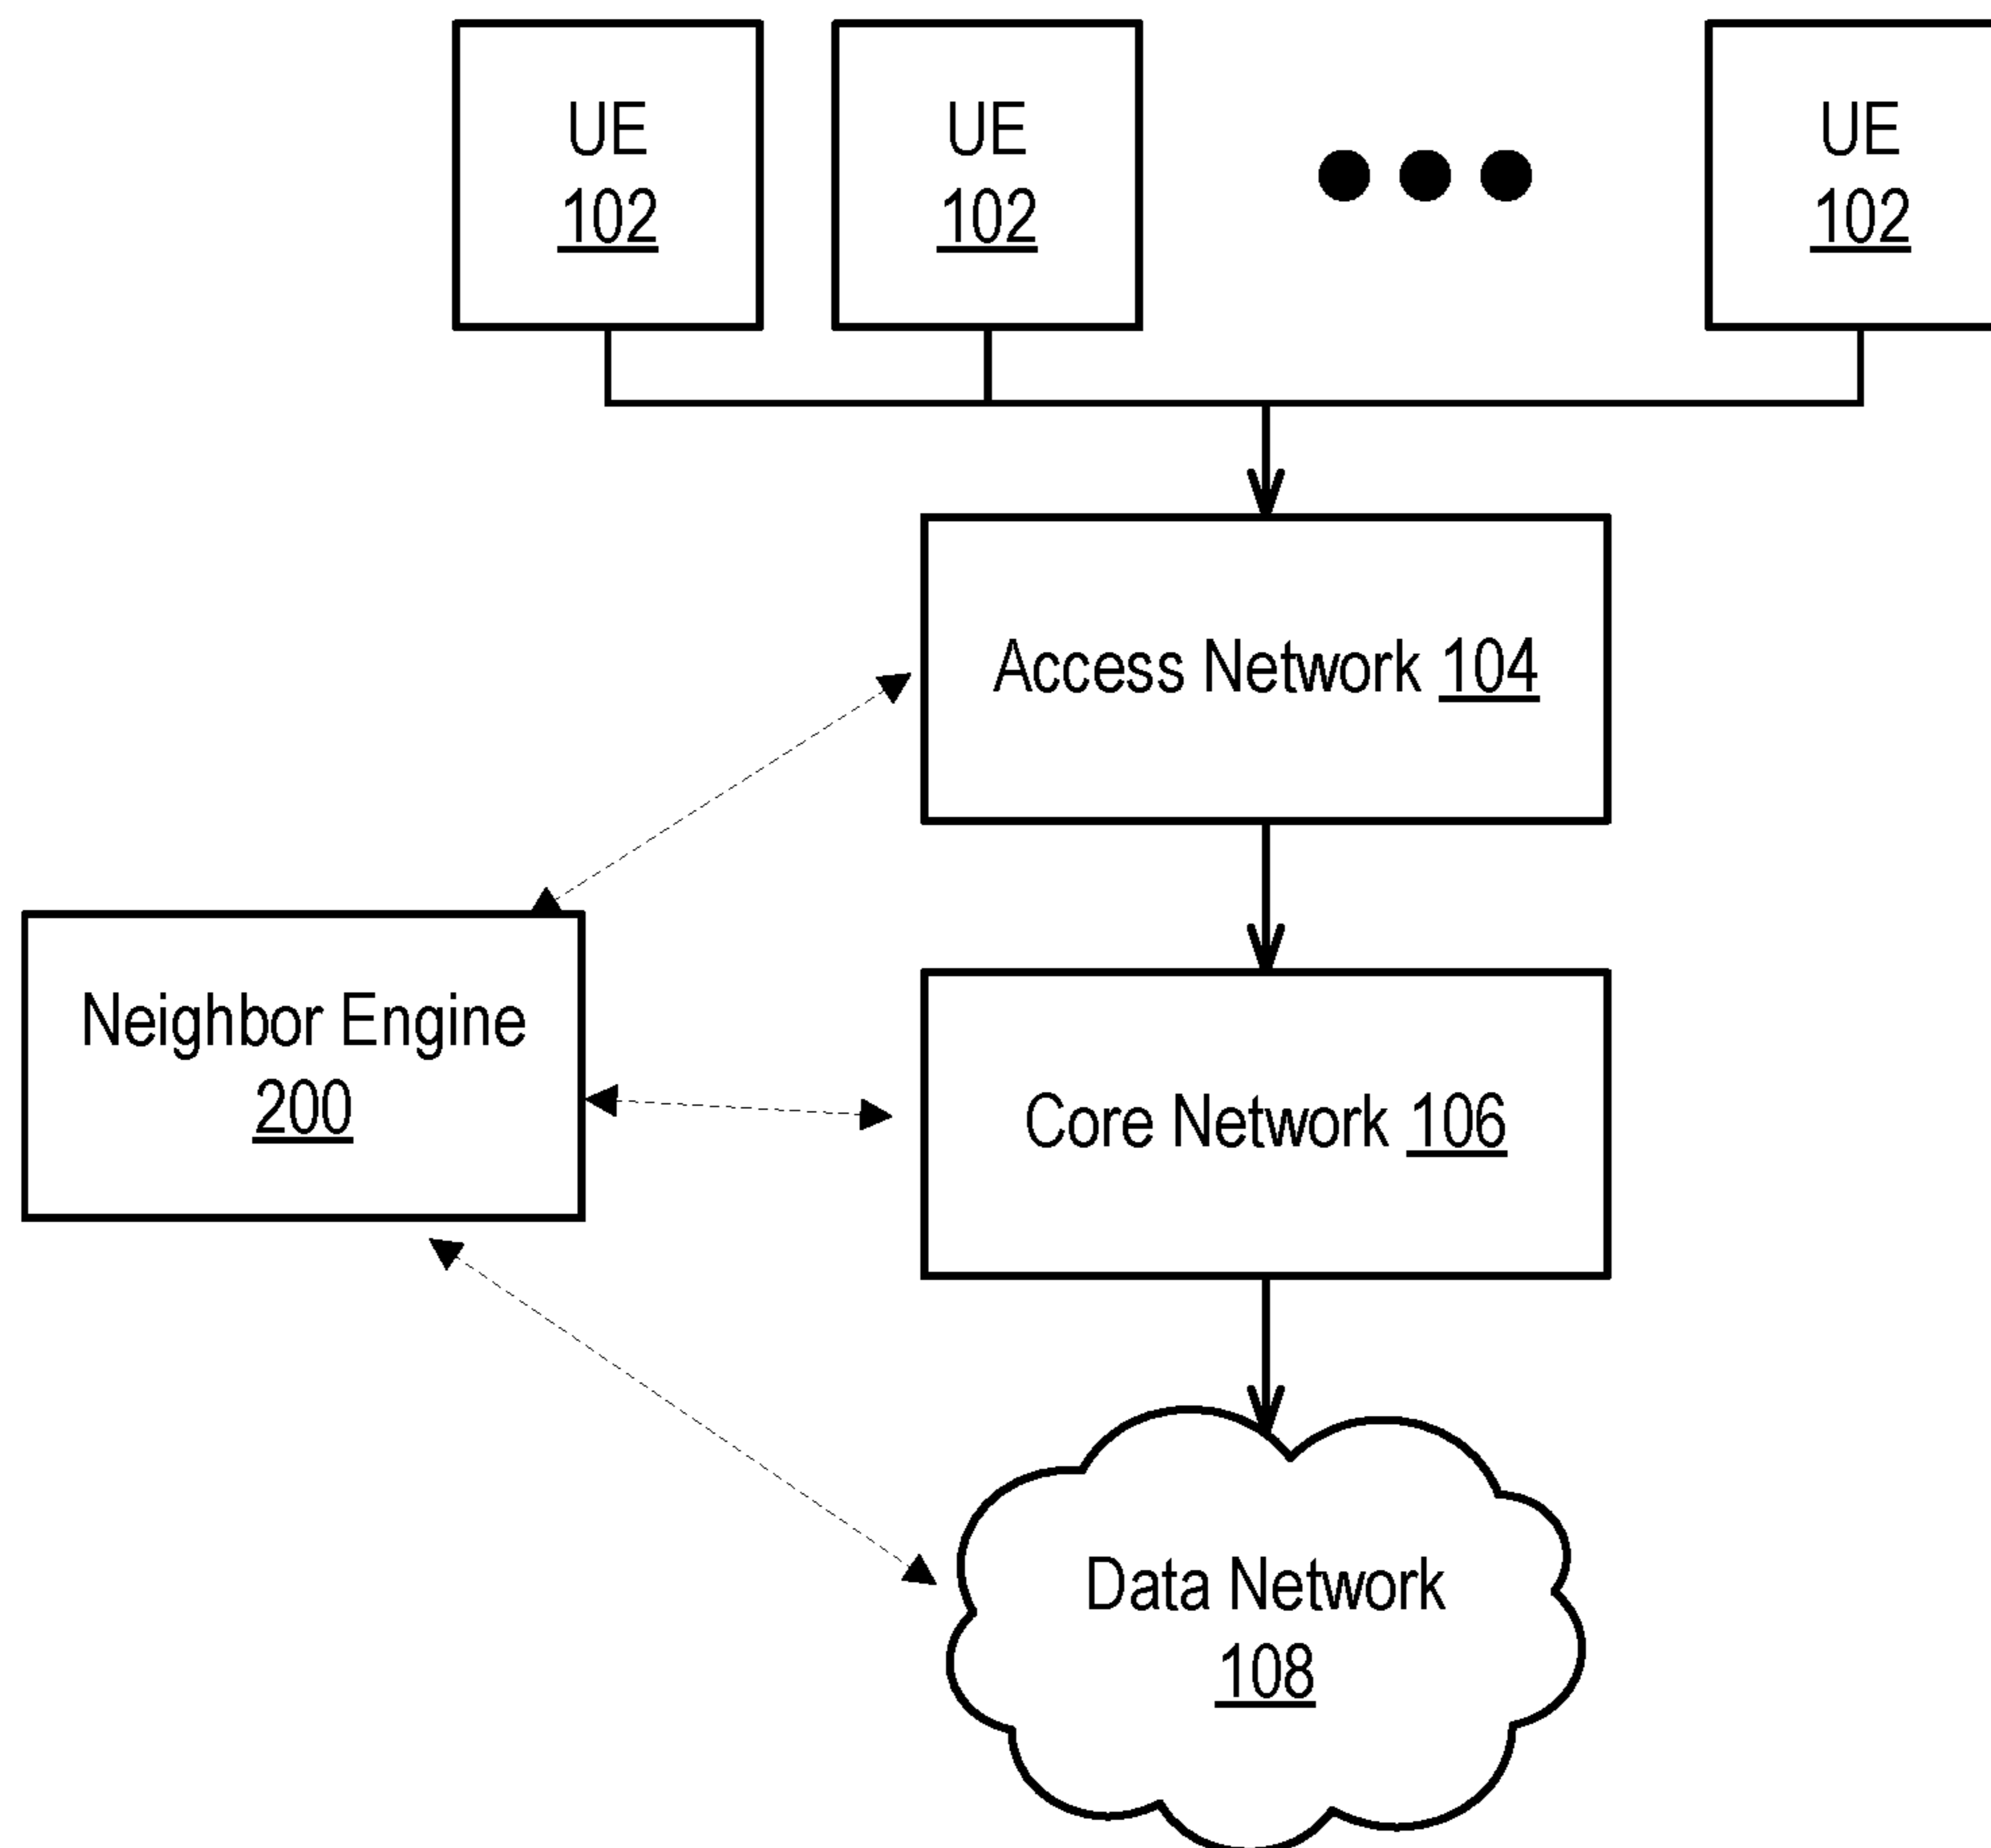 UE
102
UE
102
UE
102
Access Network 104
Neighbor Engine
200
Core Network 106
Data Network
108